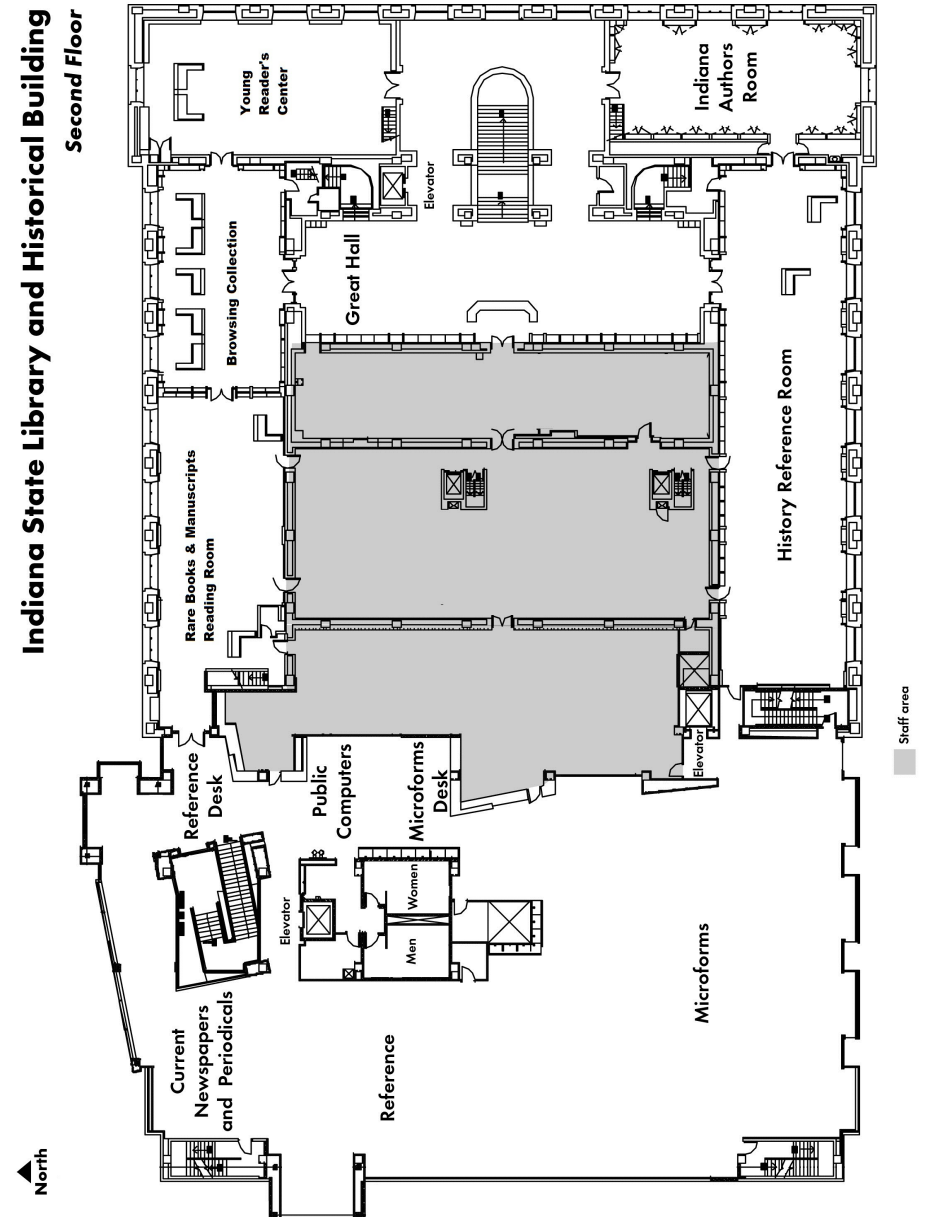 Indiana State Library and Historical Building
Second Floor
North
Young
Reader's
Center
Indiana
Authors
Room
Elevator
Browsing Collection
Great Hall
Rare Books & Manuscripts
Reading Room
History Reference Room
Reference
Desk
Public
Computers
Microforms
Desk
Elevator
Staff area
Elevator
Women
Men
Current
Newspapers
and Periodicals
Reference
Microforms